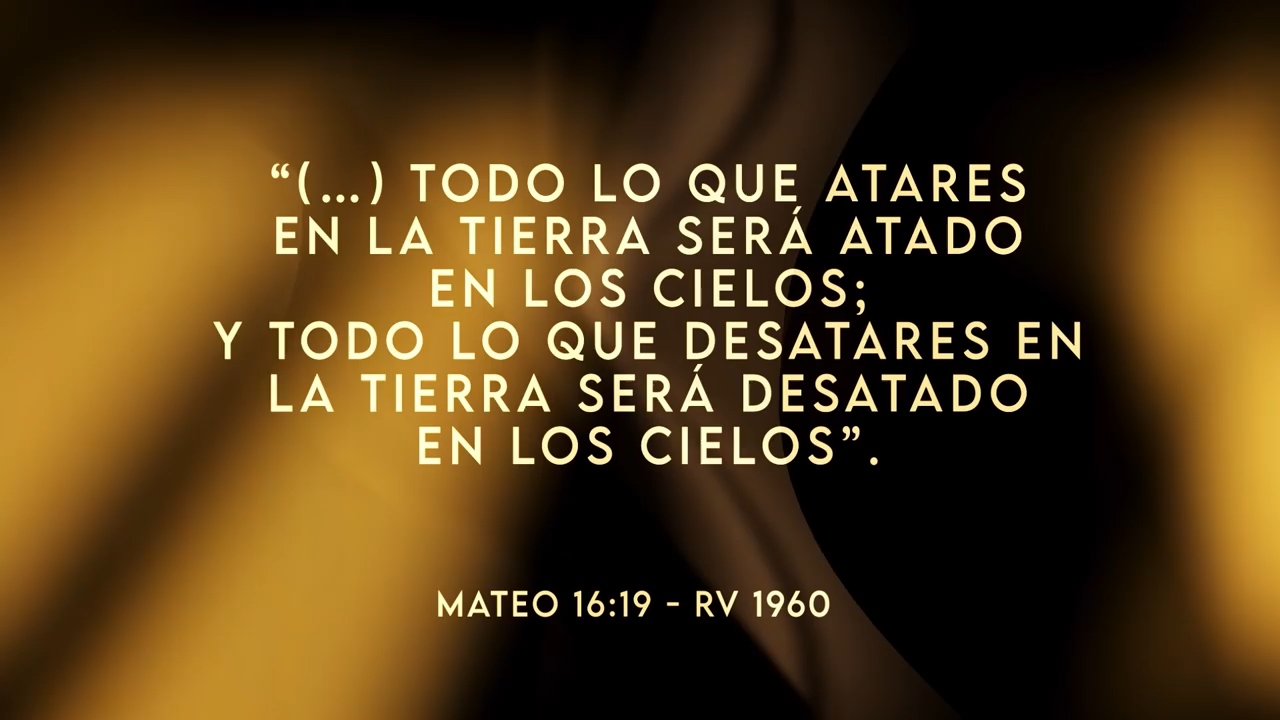 “(...) TODO LO QUE ATARES
EN LA TIERRA SERÁ ATADO
EN LOS CIELOS;
Y TODO LO QUE DESATARES EN
LA TIERRA SERÁ DESATADO
EN LOS CIELOS”.
MATEO 16:19 - RV 1960